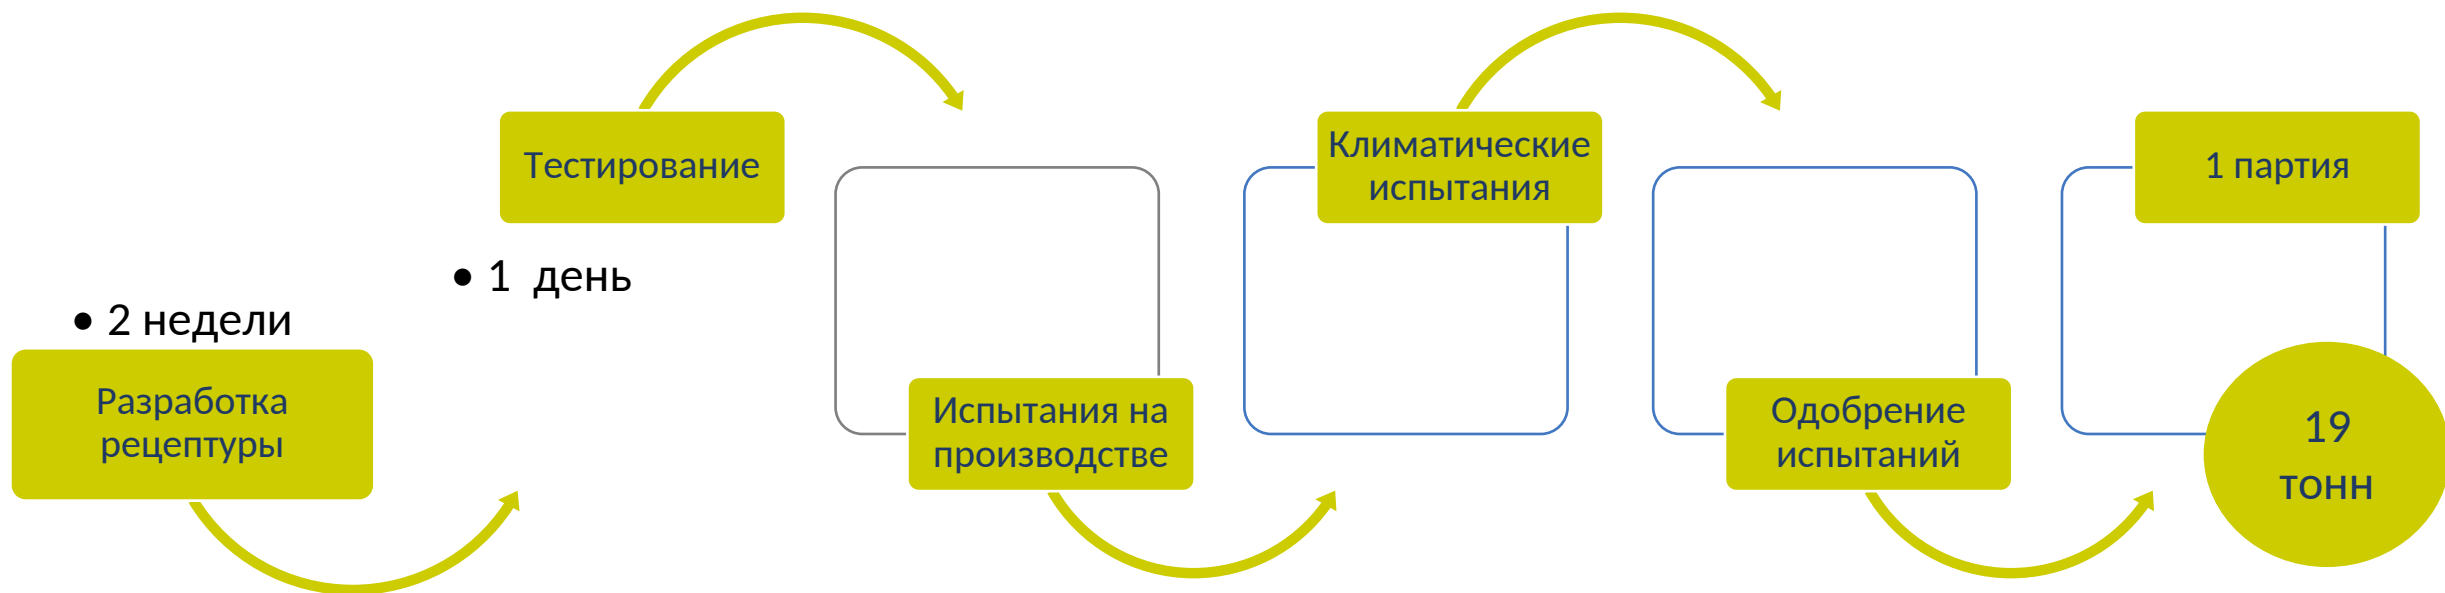 • 2 недели
Разработка
рецептуры
Тестирование
• 1 день
Испытания на
производстве
Климатические
испытания
Одобрение
испытаний
1 партия
19
тонн